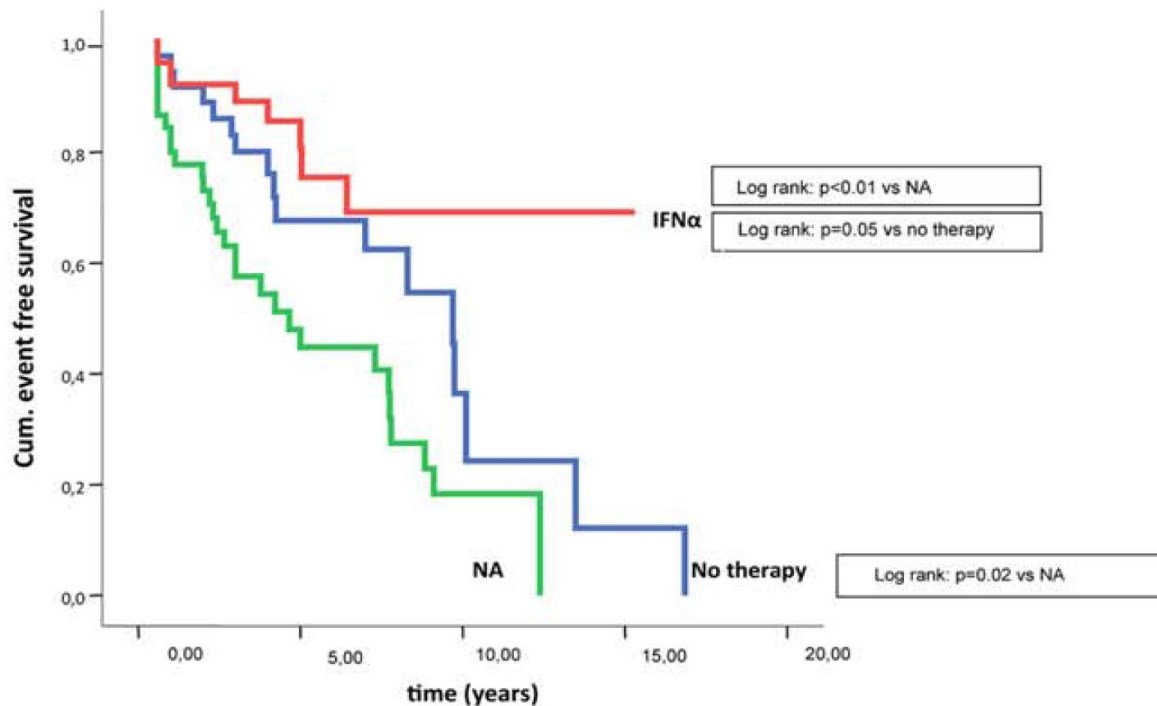 Cum. event free survival
1,0
0,8
0,6
0,4
0,2
0,0
IFNα
Log rank: p<0.01 vs NA
Log rank: p=0.05 vs no therapy
NA
No therapy
Log rank: p=0.02 vs NA
0,00
5,00
10,00
15,00
20,00
time (years)